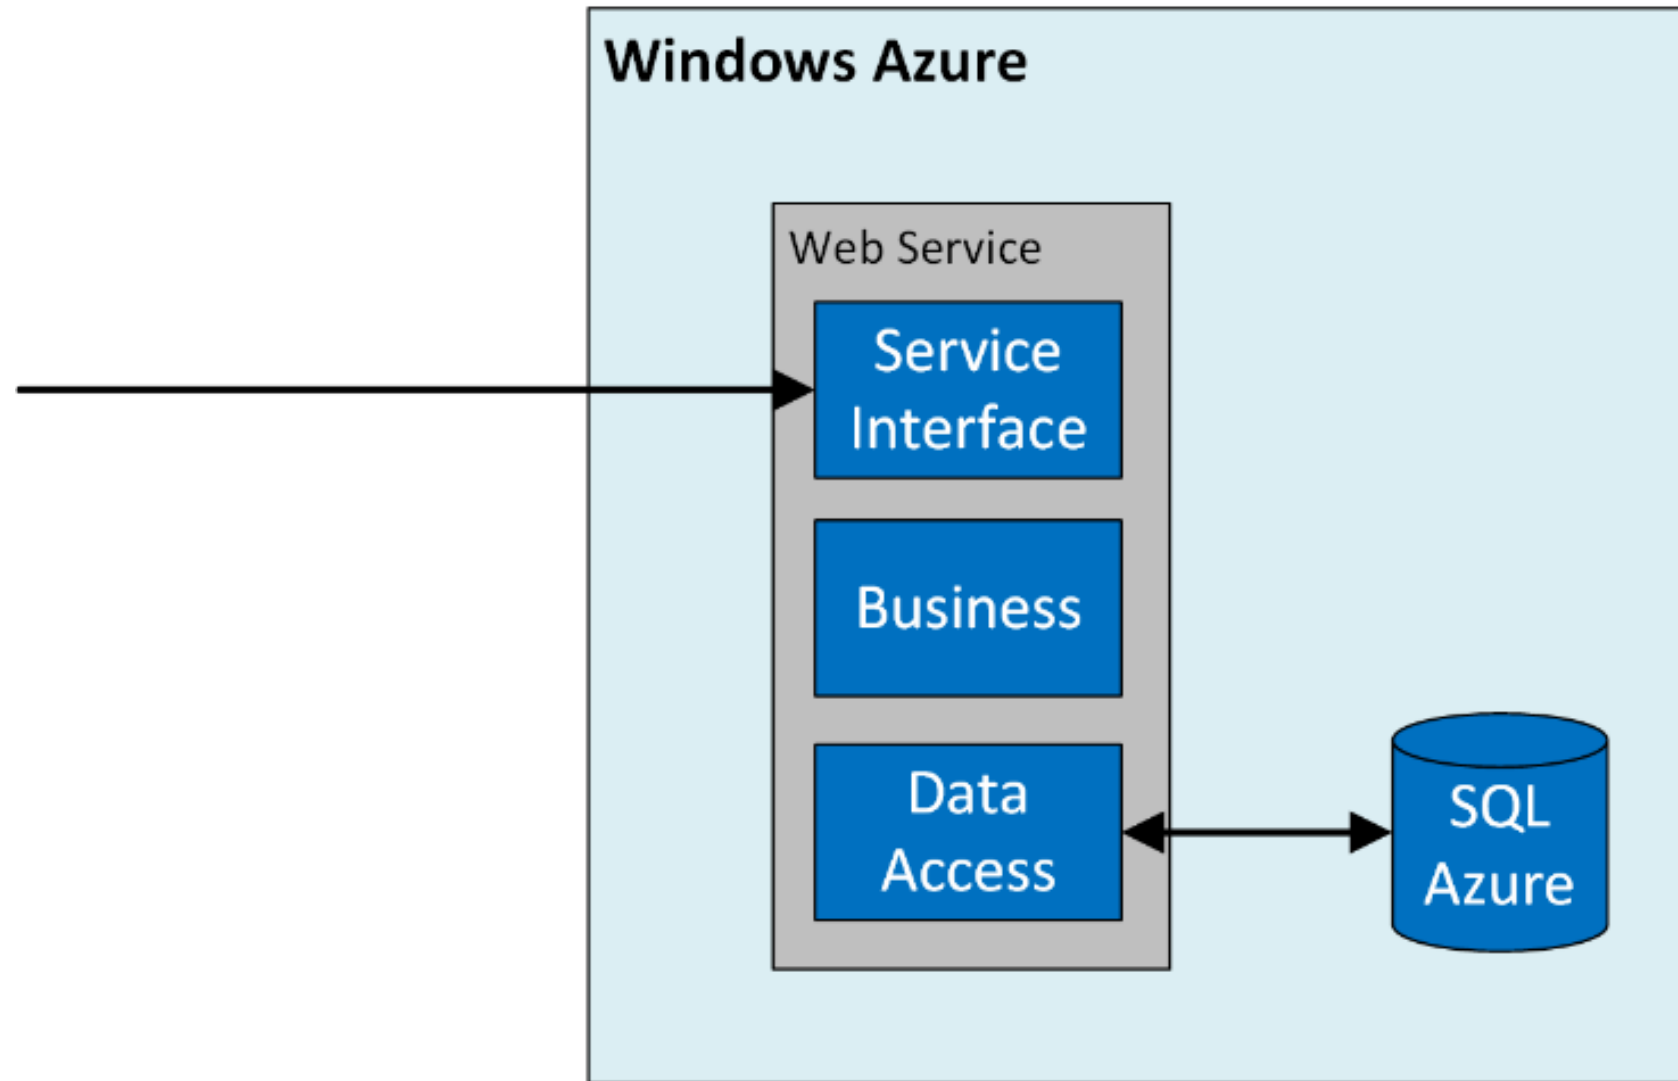 Windows Azure
Web Service
Service
Interface
Business
Data
Access
SQL
Azure